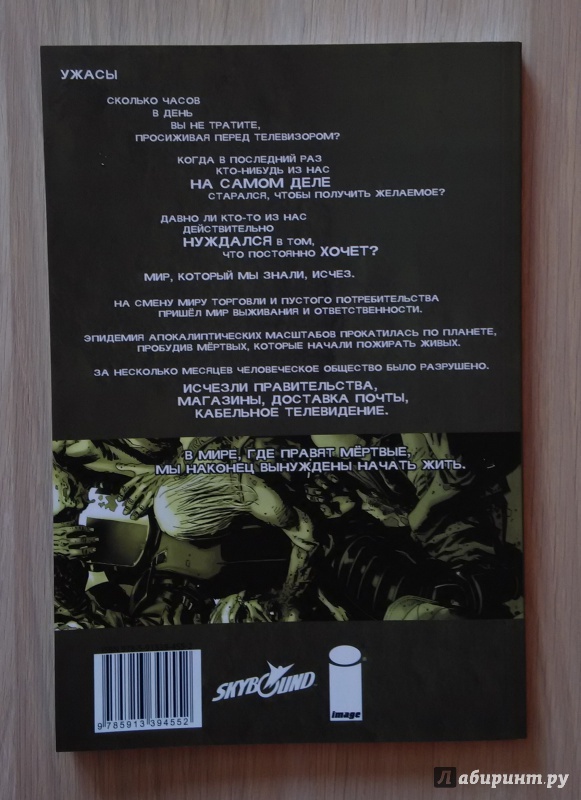 УЖАСЫ
СКОЛЬКО ЧАСОВ
В ДЕНЬ
ВЫ НЕ ТРАТИТЕ,
ПРОСИЖИВАЯ ПЕРЕД ТЕЛЕВИЗОРОМ?
КОГДА В ПОСЛЕДНИЙ РАЗ
КТО-НИБУДЬ ИЗ НАС
НА САМОМ ДЕЛЕ
СТАРАЛСЯ, ЧТОБЫ ПОЛУЧИТЬ ЖЕЛАЕМОЕ?
ДАВНО ЛИ КТО-ТО ИЗ НАС
ДЕЙСТВИТЕЛЬНО
НУЖДАЛСЯ В ТОМ,
ЧТО ПОСТОЯННО ХОЧЕТ?
МИР, КОТОРЫЙ МЫ ЗНАЛИ, ИСЧЕЗ.
НА СМЕНУ МИРУ ТОРГОВЛИ И ПУСТОГО ПОТРЕБИТЕЛЬСТВА
ПРИШЁЛ МИР ВЫЖИВАНИЯ И ОТВЕТСТВЕННОСТИ.
ЭПИДЕМИЯ АПОКАЛИПТИЧЕСКИХ МАСШТАБОВ ПРОКАТИЛАСЬ ПО ПЛАНЕТЕ,
ПРОБУДИВ МЁРТВЫХ, КОТОРЫЕ НАЧАЛИ ПОЖИРАТЬ ЖИВЫХ.
ЗА НЕСКОЛЬКО МЕСЯЦЕВ ЧЕЛОВЕЧЕСКОЕ ОБЩЕСТВО БЫЛО РАЗРУШЕНО.
ИСЧЕЗЛИ ПРАВИТЕЛЬСТВА,
МАГАЗИНЫ, ДОСТАВКА ПОЧТЫ,
КАБЕЛЬНОЕ ТЕЛЕВИДЕНИЕ.
В МИРЕ, ГДЕ ПРАВЯТ МЁРТВЫЕ,
МЫ НАКОНЕЦ ВЫНУЖДЕНЫ НАЧАТЬ ЖИТЬ.
9 785913 394552
SKYBOUND
image
Лабиринт.ру